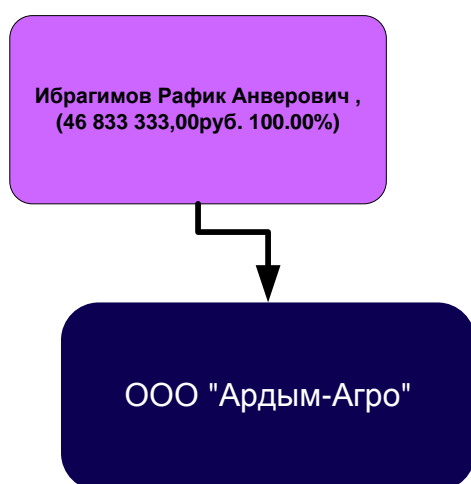 Ибрагимов Рафик Анверович ,
(46 833 333,00руб. 100.00%)
ООО "Ардым-Агро"